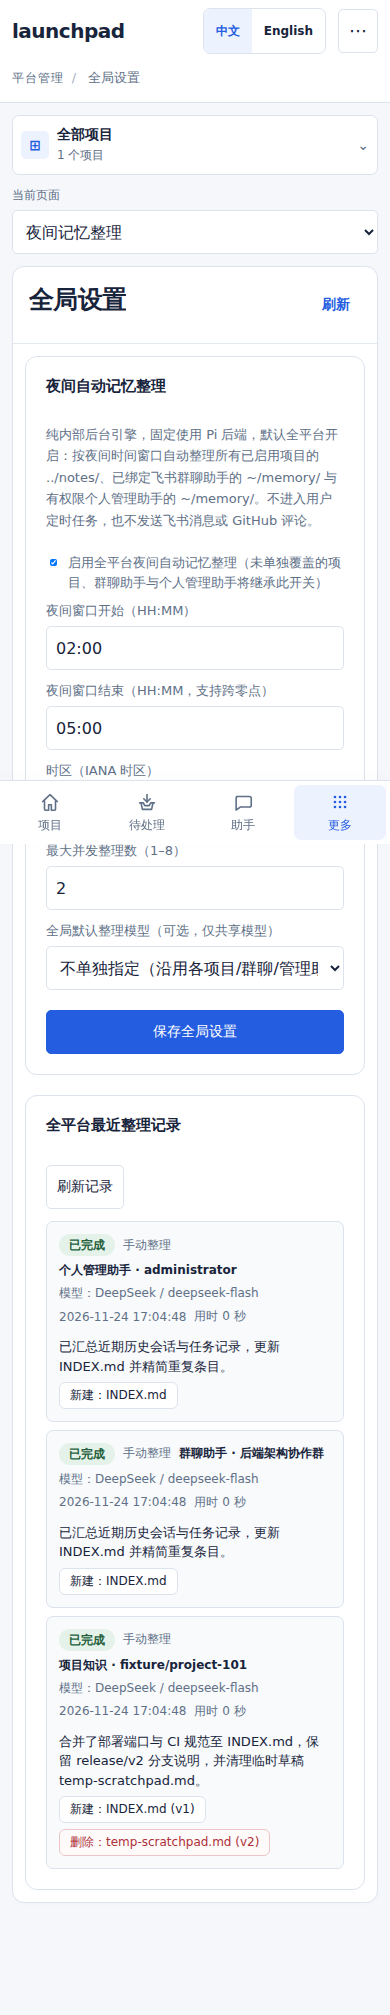 launchpad
中文 English ⋯
平台管理 / 全局设置
全部项目
1 个项目
当前页面
夜间记忆整理
全局设置
刷新
夜间自动记忆整理
纯内部后台引擎，固定使用 Pi 后端，默认全平台开
启：按夜间时间窗口自动整理所有已启用项目的
../notes/、已绑定飞书群聊助手的 ~/memory/ 与
有权限个人管理助手的 ~/memory/。不进入用户
定时任务，也不发送飞书消息或 GitHub 评论。
启用全平台夜间自动记忆整理（未单独覆盖的项
目、群聊助手与个人管理助手将继承此开关）
夜间窗口开始（HH:MM）
02:00
夜间窗口结束（HH:MM，支持跨零点）
05:00
时区（IANA 时区）
项目 待处理 助手 更多
最大并发整理数（1–8）
2
全局默认整理模型（可选，仅共享模型）
不单独指定（沿用各项目/群聊/管理助
保存全局设置
全平台最近整理记录
刷新记录
已完成 手动整理
个人管理助手 · administrator
模型：DeepSeek / deepseek-flash
2026-11-24 17:04:48 用时 0 秒
已汇总近期历史会话与任务记录，更新
INDEX.md 并精简重复条目。
新建：INDEX.md
已完成 手动整理 群聊助手 · 后端架构协作群
模型：DeepSeek / deepseek-flash
2026-11-24 17:04:48 用时 0 秒
已汇总近期历史会话与任务记录，更新
INDEX.md 并精简重复条目。
新建：INDEX.md
已完成 手动整理
项目知识 · fixture/project-101
模型：DeepSeek / deepseek-flash
2026-11-24 17:04:48 用时 0 秒
合并了部署端口与 CI 规范至 INDEX.md，保
留 release/v2 分支说明，并清理临时草稿
temp-scratchpad.md。
新建：INDEX.md (v1)
删除：temp-scratchpad.md (v2)